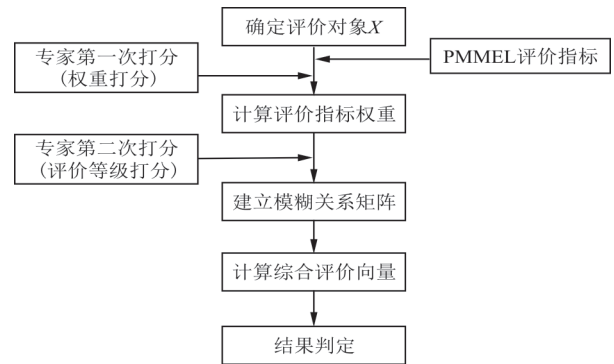 确定评价对象X
专家第一次打分
(权重打分)
PMMEL评价指标
计算评价指标权重
专家第二次打分
(评价等级打分)
建立模糊关系矩阵
计算综合评价向量
结果判定